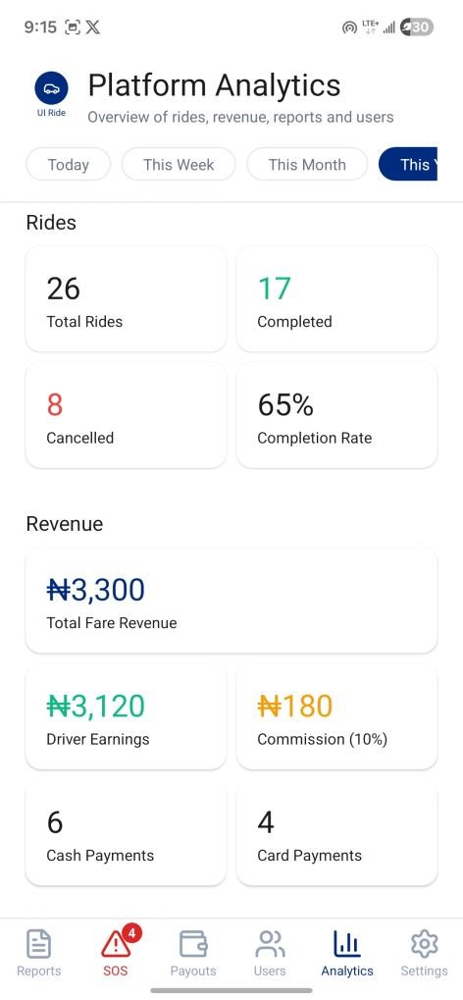 9:15
LTE+
30
Platform Analytics
UI Ride
Overview of rides, revenue, reports and users
Today This Week This Month This
Rides
26 17
Total Rides Completed
8 65%
Cancelled Completion Rate
Revenue
₦3,300
Total Fare Revenue
₦3,120 ₦180
Driver Earnings Commission (10%)
6 4
Cash Payments Card Payments
4
Reports SOS Payouts Users Analytics Settings